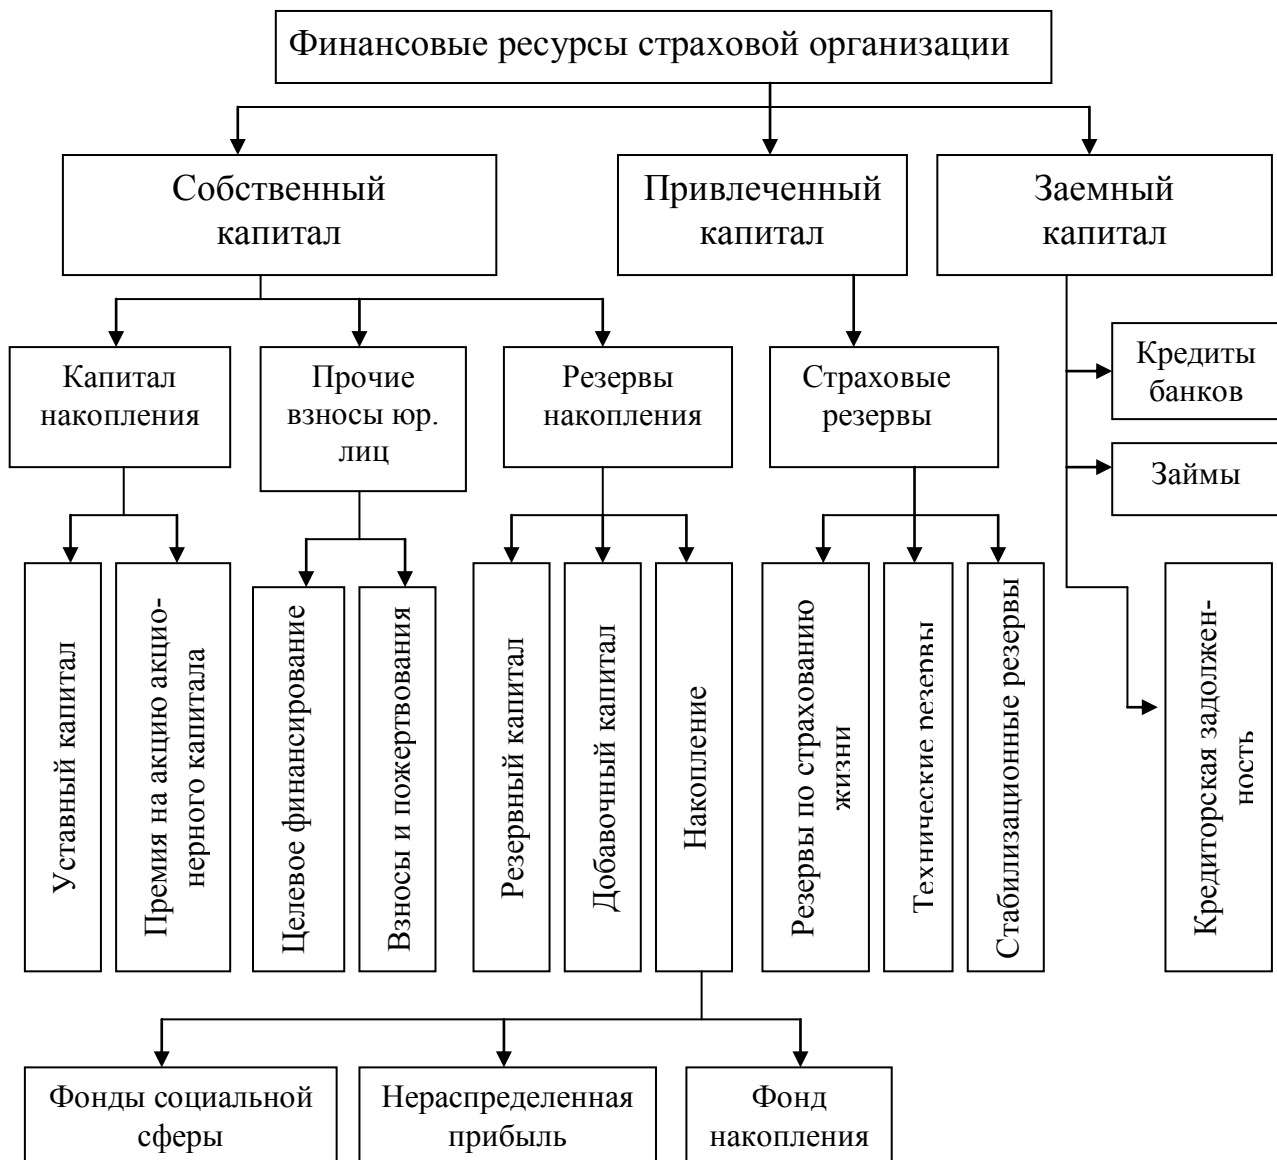 Финансовые ресурсы страховой организации
Собственный
капитал
Привлеченный
капитал
Заемный
капитал
Капитал
накопления
Прочие
взносы юр.
лиц
Резервы
накопления
Страховые
резервы
Кредиты
банков
Займы
Уставный капитал
Премия на акцию акцио-
нерного капитала
Целевое финансирование
Взносы и пожертвования
Резервный капитал
Добавочный капитал
Накопление
Резервы по страхованию
жизни
Технические резервы
Стабилизационные резервы
Кредиторская задолжен-
ность
Фонды социальной
сферы
Нераспределенная
прибыль
Фонд
накопления